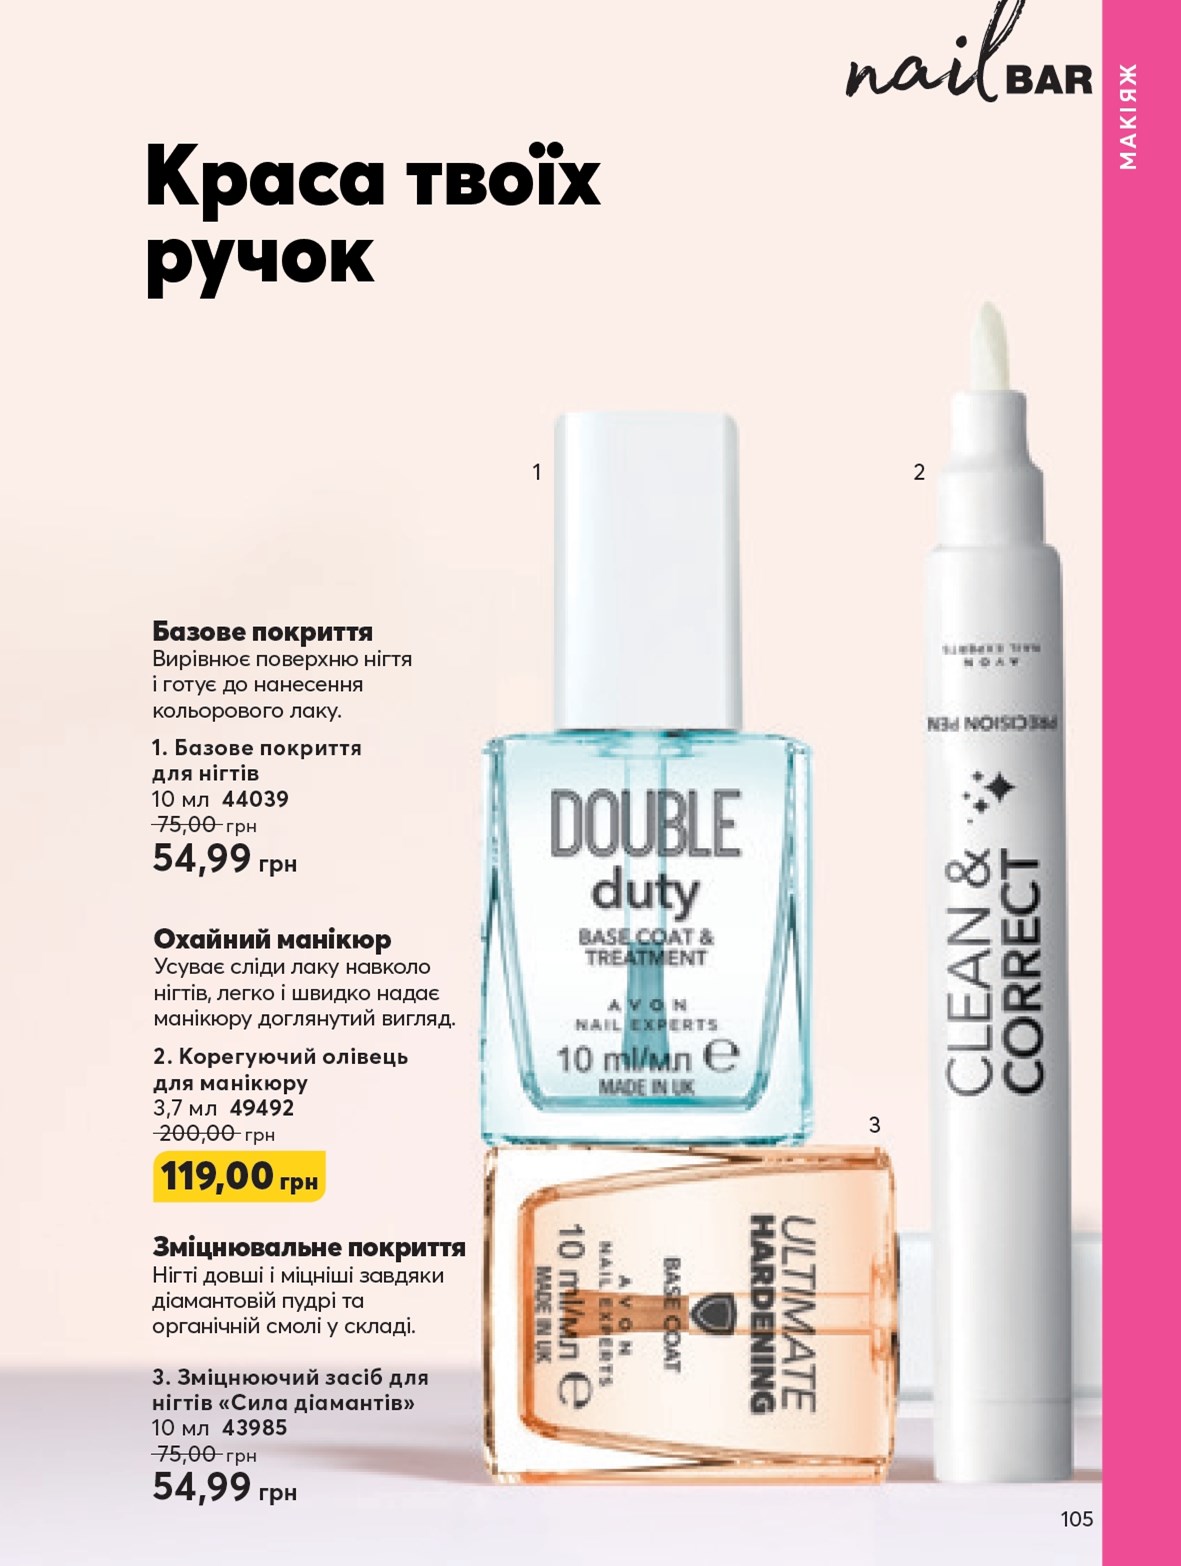 nail BAR
МАКІЯЖ
Краса твоїх
ручок
1
2
Базове покриття
Вирівнює поверхню нігтя
і готує до нанесення
кольорового лаку.
1. Базове покриття
для нігтів
10 мл 44039
75,00 грн
54,99 грн
Охайний манікюр
Усуває сліди лаку навколо
нігтів, легко і швидко надає
манікюру доглянутий вигляд.
2. Корегуючий олівець
для манікюру
3,7 мл 49492
200,00 грн
119,00 грн
Зміцнювальне покриття
Нігті довші і міцніші завдяки
діамантовій пудрі та
органічній смолі у складі.
3. Зміцнюючий засіб для
нігтів «Сила діамантів»
10 мл 43985
75,00 грн
54,99 грн
DOUBLE
duty
BASE COAT &
TREATMENT
AVON
NAIL EXPERTS
10 ml/мл e
MADE IN UK
AVON
NAIL EXPERTS
PRECISION PEN
CLEAN &
CORRECT
3
ULTIMATE
HARDENING
BASE COAT
AVON
NAIL EXPERTS
10 ml/мл e
MADE IN UK
105